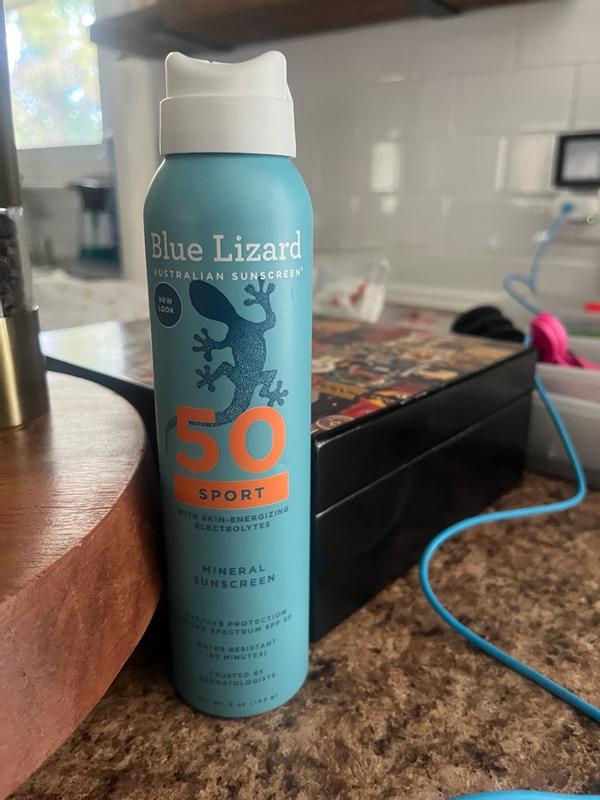 Blue Lizard
AUSTRALIAN SUNSCREEN
NEW
LOOK
50
SPORT
WITH SKIN-ENERGIZING
ELECTROLYTES
MINERAL
SUNSCREEN
UVA/UVB PROTECTION
BROAD SPECTRUM SPF 50
WATER RESISTANT
(80 MINUTES)
TRUSTED BY
DERMATOLOGISTS